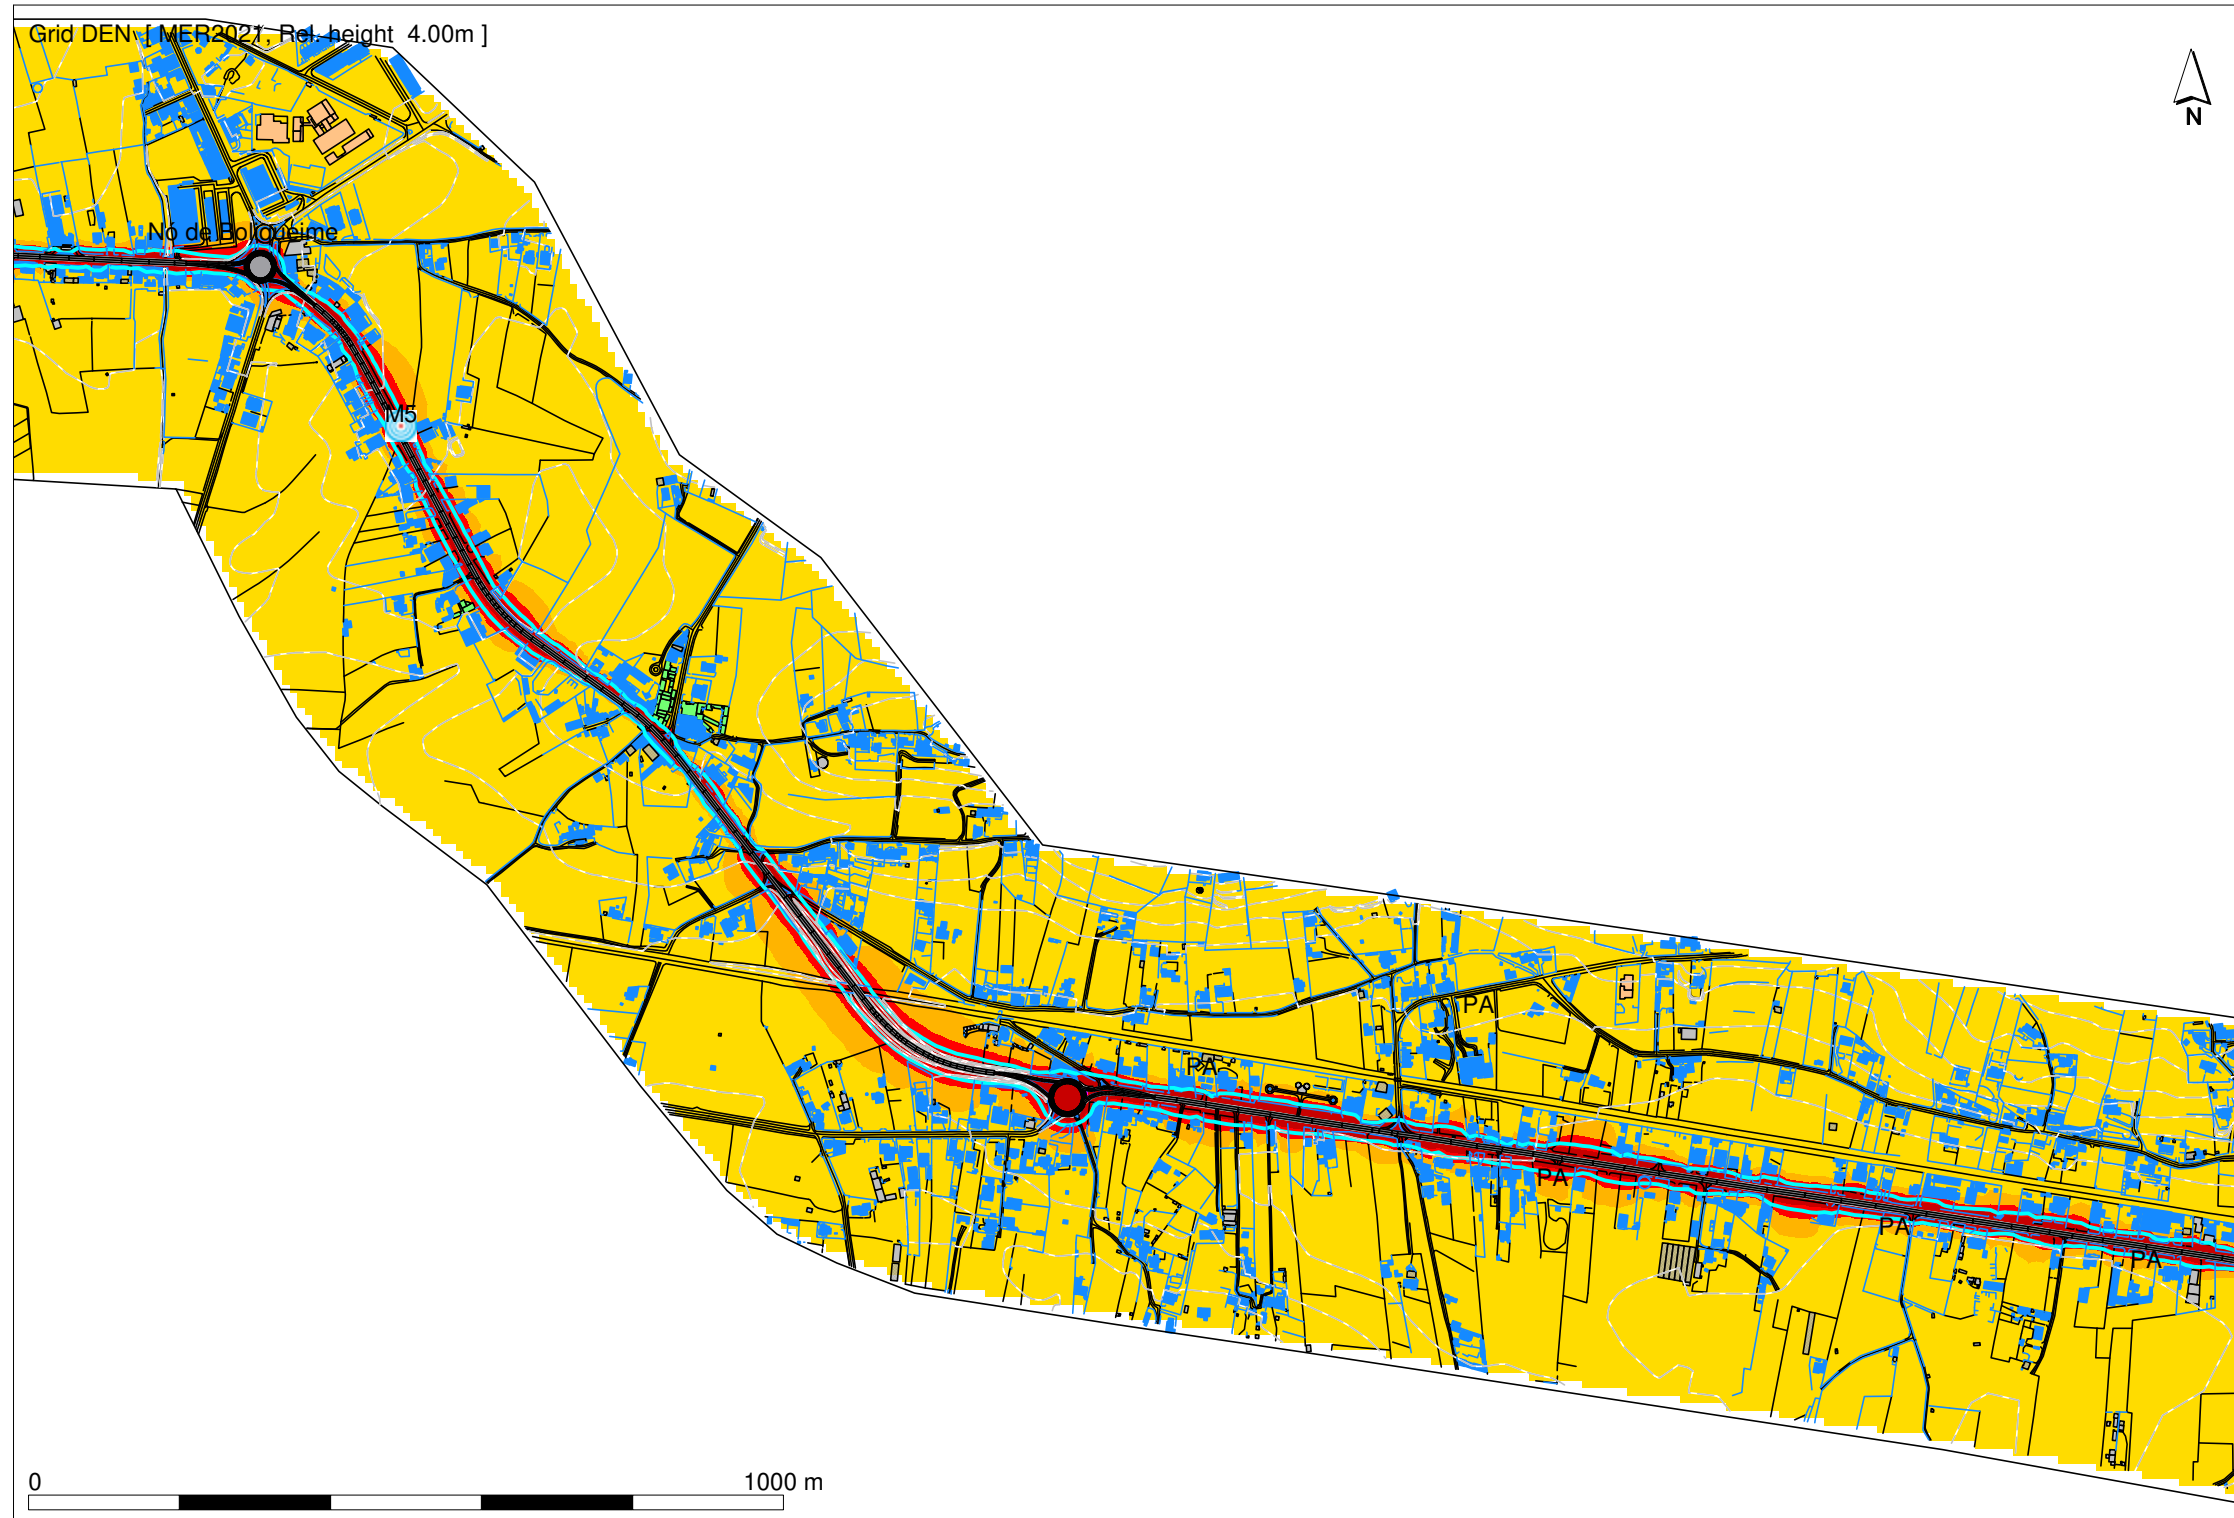 Grid DEN [ MER2021, Rel. height 4.00m ]
N
Nó de Boliqueime
M5
PA
PA
PA
PA
PA
0 1000 m